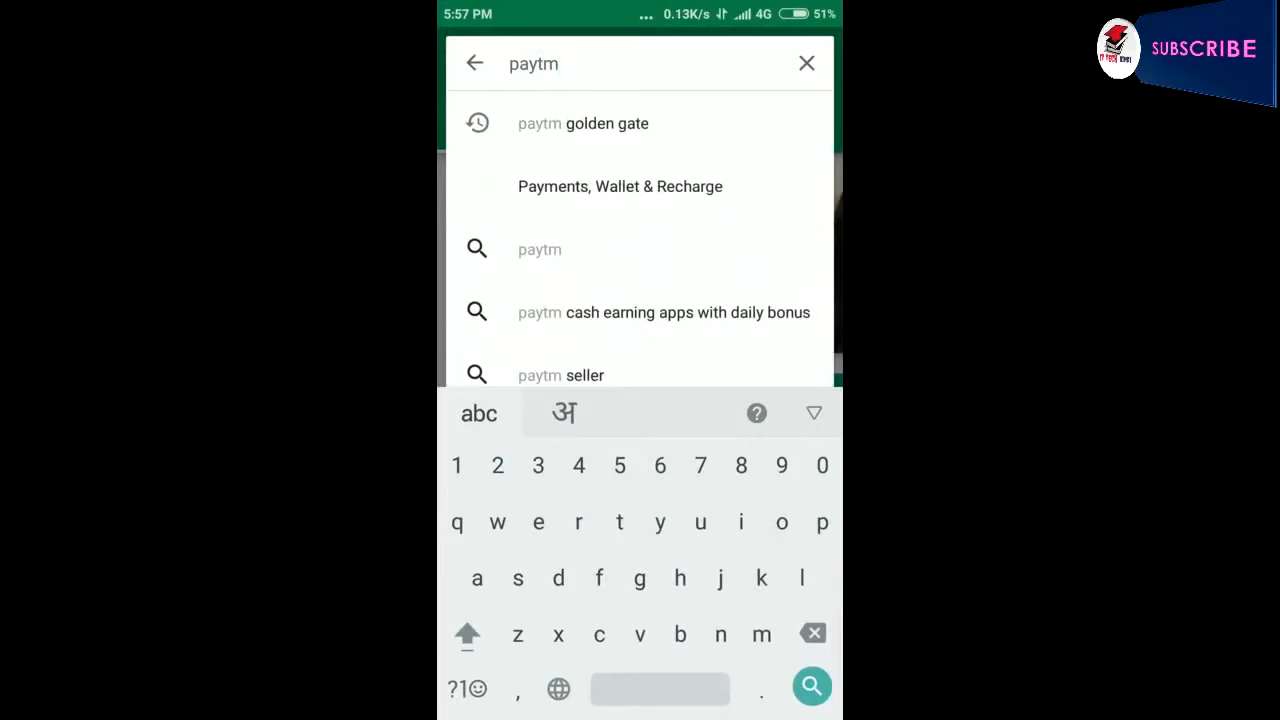 5:57 PM ... 0.13K/s 4G 51%
SUBSCRIBE
paytm
paytm golden gate
Payments, Wallet & Recharge
paytm
paytm cash earning apps with daily bonus
paytm seller
abc अ
1 2 3 4 5 6 7 8 9 0
q w e r t y u i o p
a s d f g h j k l
z x c v b n m
?1☺ , .